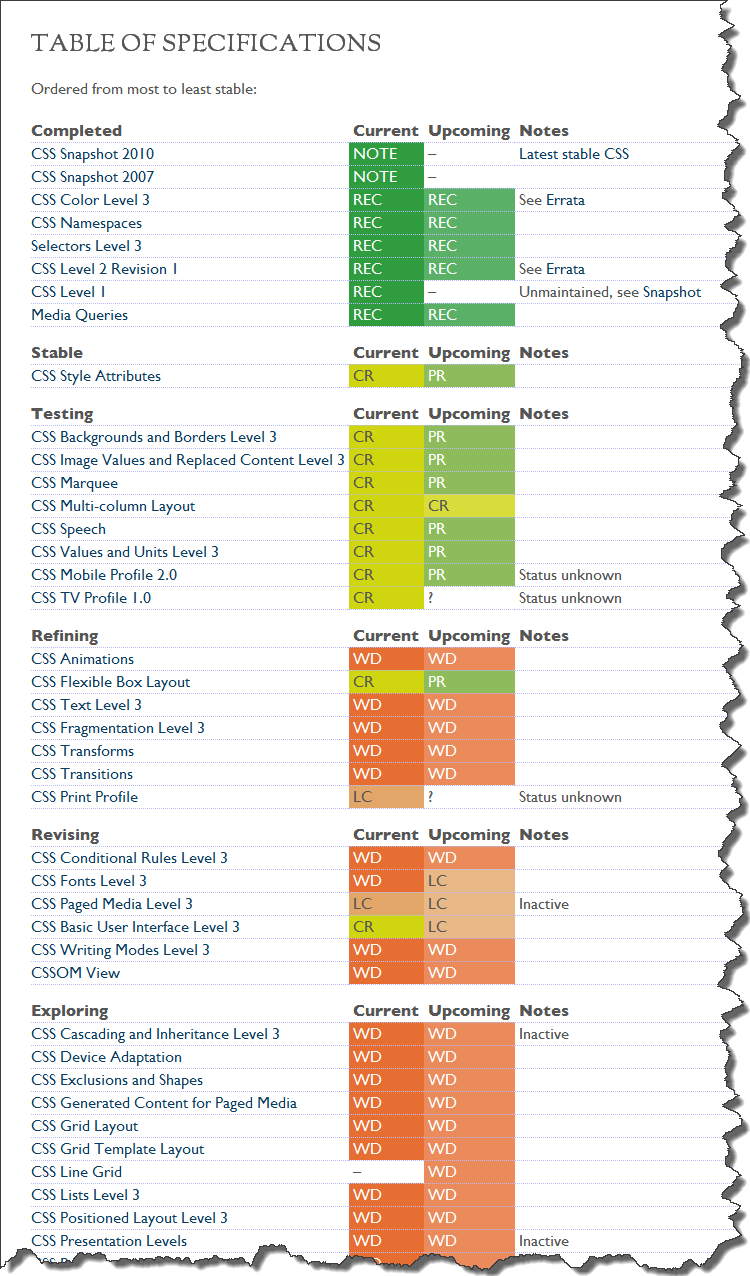 TABLE OF SPECIFICATIONS
Ordered from most to least stable:
Completed Current Upcoming Notes
CSS Snapshot 2010 NOTE – Latest stable CSS
CSS Snapshot 2007 NOTE –
CSS Color Level 3 REC REC See Errata
CSS Namespaces REC REC
Selectors Level 3 REC REC
CSS Level 2 Revision 1 REC REC See Errata
CSS Level 1 REC – Unmaintained, see Snapshot
Media Queries REC REC
Stable Current Upcoming Notes
CSS Style Attributes CR PR
Testing Current Upcoming Notes
CSS Backgrounds and Borders Level 3 CR PR
CSS Image Values and Replaced Content Level 3 CR PR
CSS Marquee CR PR
CSS Multi-column Layout CR CR
CSS Speech CR PR
CSS Values and Units Level 3 CR PR
CSS Mobile Profile 2.0 CR PR Status unknown
CSS TV Profile 1.0 CR ? Status unknown
Refining Current Upcoming Notes
CSS Animations WD WD
CSS Flexible Box Layout CR PR
CSS Text Level 3 WD WD
CSS Fragmentation Level 3 WD WD
CSS Transforms WD WD
CSS Transitions WD WD
CSS Print Profile LC ? Status unknown
Revising Current Upcoming Notes
CSS Conditional Rules Level 3 WD WD
CSS Fonts Level 3 WD LC
CSS Paged Media Level 3 LC LC Inactive
CSS Basic User Interface Level 3 CR LC
CSS Writing Modes Level 3 WD WD
CSSOM View WD WD
Exploring Current Upcoming Notes
CSS Cascading and Inheritance Level 3 WD WD Inactive
CSS Device Adaptation WD WD
CSS Exclusions and Shapes WD WD
CSS Generated Content for Paged Media WD WD
CSS Grid Layout WD WD
CSS Grid Template Layout WD WD
CSS Line Grid – WD
CSS Lists Level 3 WD WD
CSS Positioned Layout Level 3 WD WD
CSS Presentation Levels WD WD Inactive